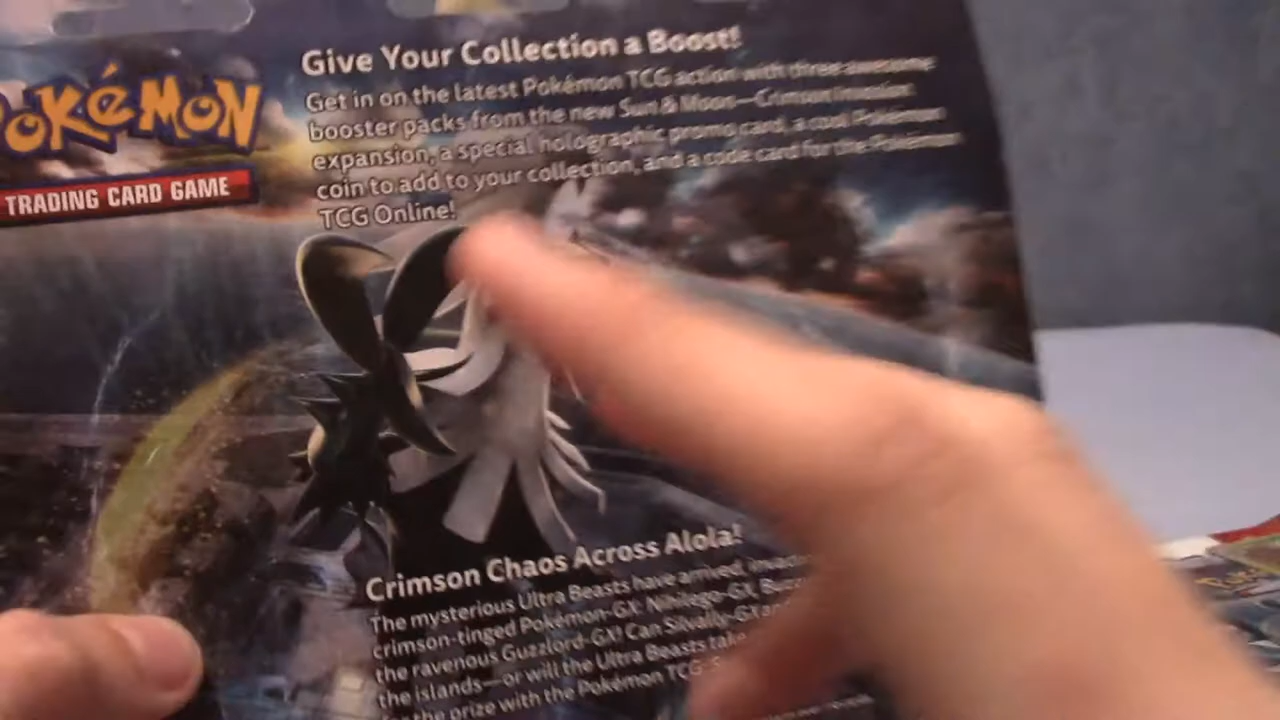 POKéMON
TRADING CARD GAME
Give Your Collection a Boost!
Get in on the latest Pokémon TCG action with three awesome
booster packs from the new Sun & Moon—Crimson Invasion
expansion, a special holographic promo card, a cool Pokémon
coin to add to your collection, and a code card for the Pokémon
TCG Online!
Crimson Chaos Across Alola!
The mysterious Ultra Beasts have arrived,
crimson-tinged Pokémon-GX: Nihilego-GX,
the ravenous Guzzlord-GX! Can Silvally-GX an
the islands—or will the Ultra Beasts take
the prize with the Pokémon TCG: